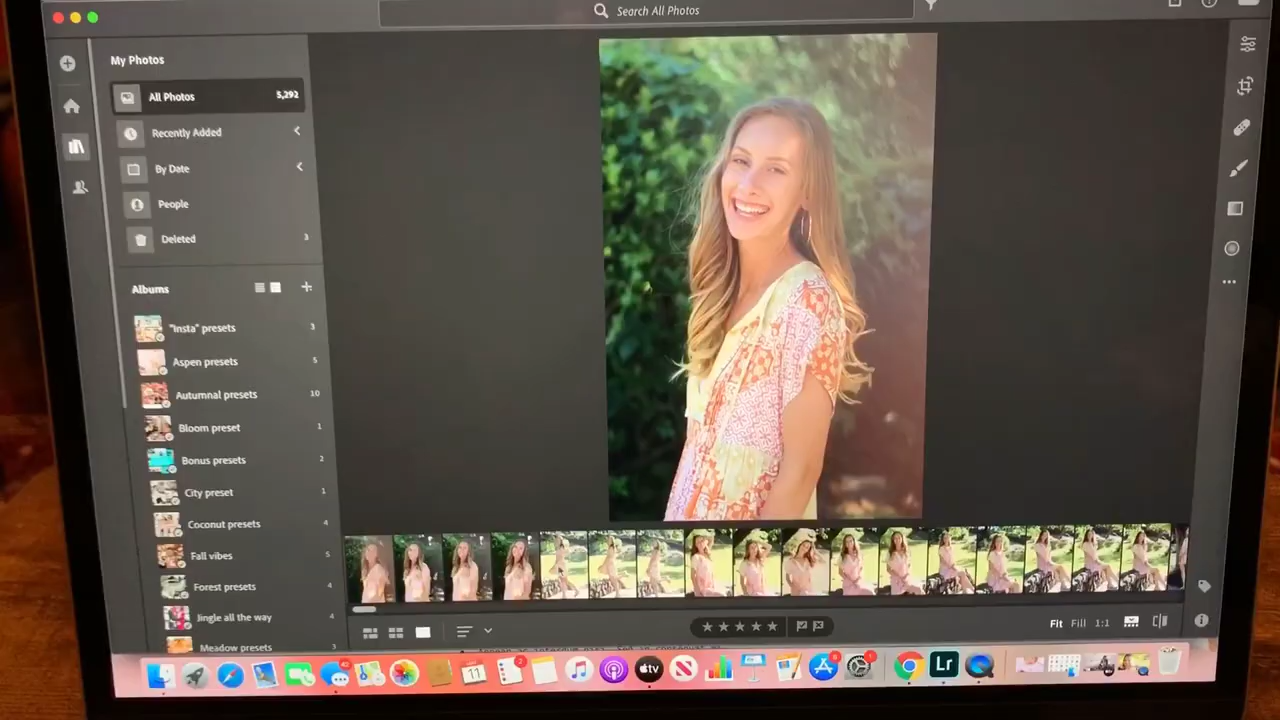 Search All Photos
My Photos
All Photos 5,292
Recently Added
By Date
People
Deleted 3
Albums
"Insta" presets 3
Aspen presets 5
Autumnal presets 10
Bloom preset 1
Bonus presets 2
City preset 1
Coconut presets 4
Fall vibes 5
Forest presets 4
Jingle all the way 4
Meadow presets 3
Fit Fill 1:1
tv
Lr